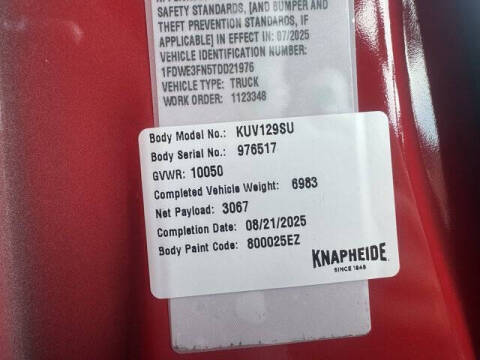 SAFETY STANDARDS, [AND BUMPER AND
THEFT PREVENTION STANDARDS, IF
APPLICABLE] IN EFFECT IN: 07/2025
VEHICLE IDENTIFICATION NUMBER:
1FDWE3FN5TDD21976
VEHICLE TYPE: TRUCK
WORK ORDER: 1123348
Body Model No.: KUV129SU
Body Serial No.: 976517
GVWR: 10050
Completed Vehicle Weight: 6983
Net Payload: 3067
Completion Date: 08/21/2025
Body Paint Code: 800025EZ
KNAPHEIDE
SINCE 1848